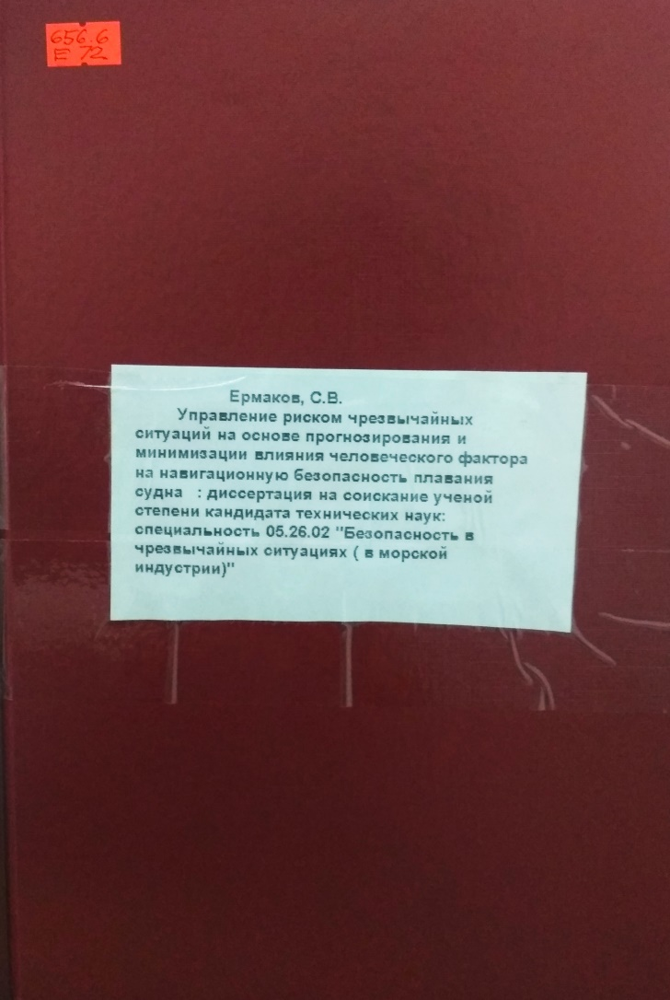 656.6
Е 72
Ермаков, С.В.
Управление риском чрезвычайных
ситуаций на основе прогнозирования и
минимизации влияния человеческого фактора
на навигационную безопасность плавания
судна : диссертация на соискание ученой
степени кандидата технических наук:
специальность 05.26.02 "Безопасность в
чрезвычайных ситуациях ( в морской
индустрии)"